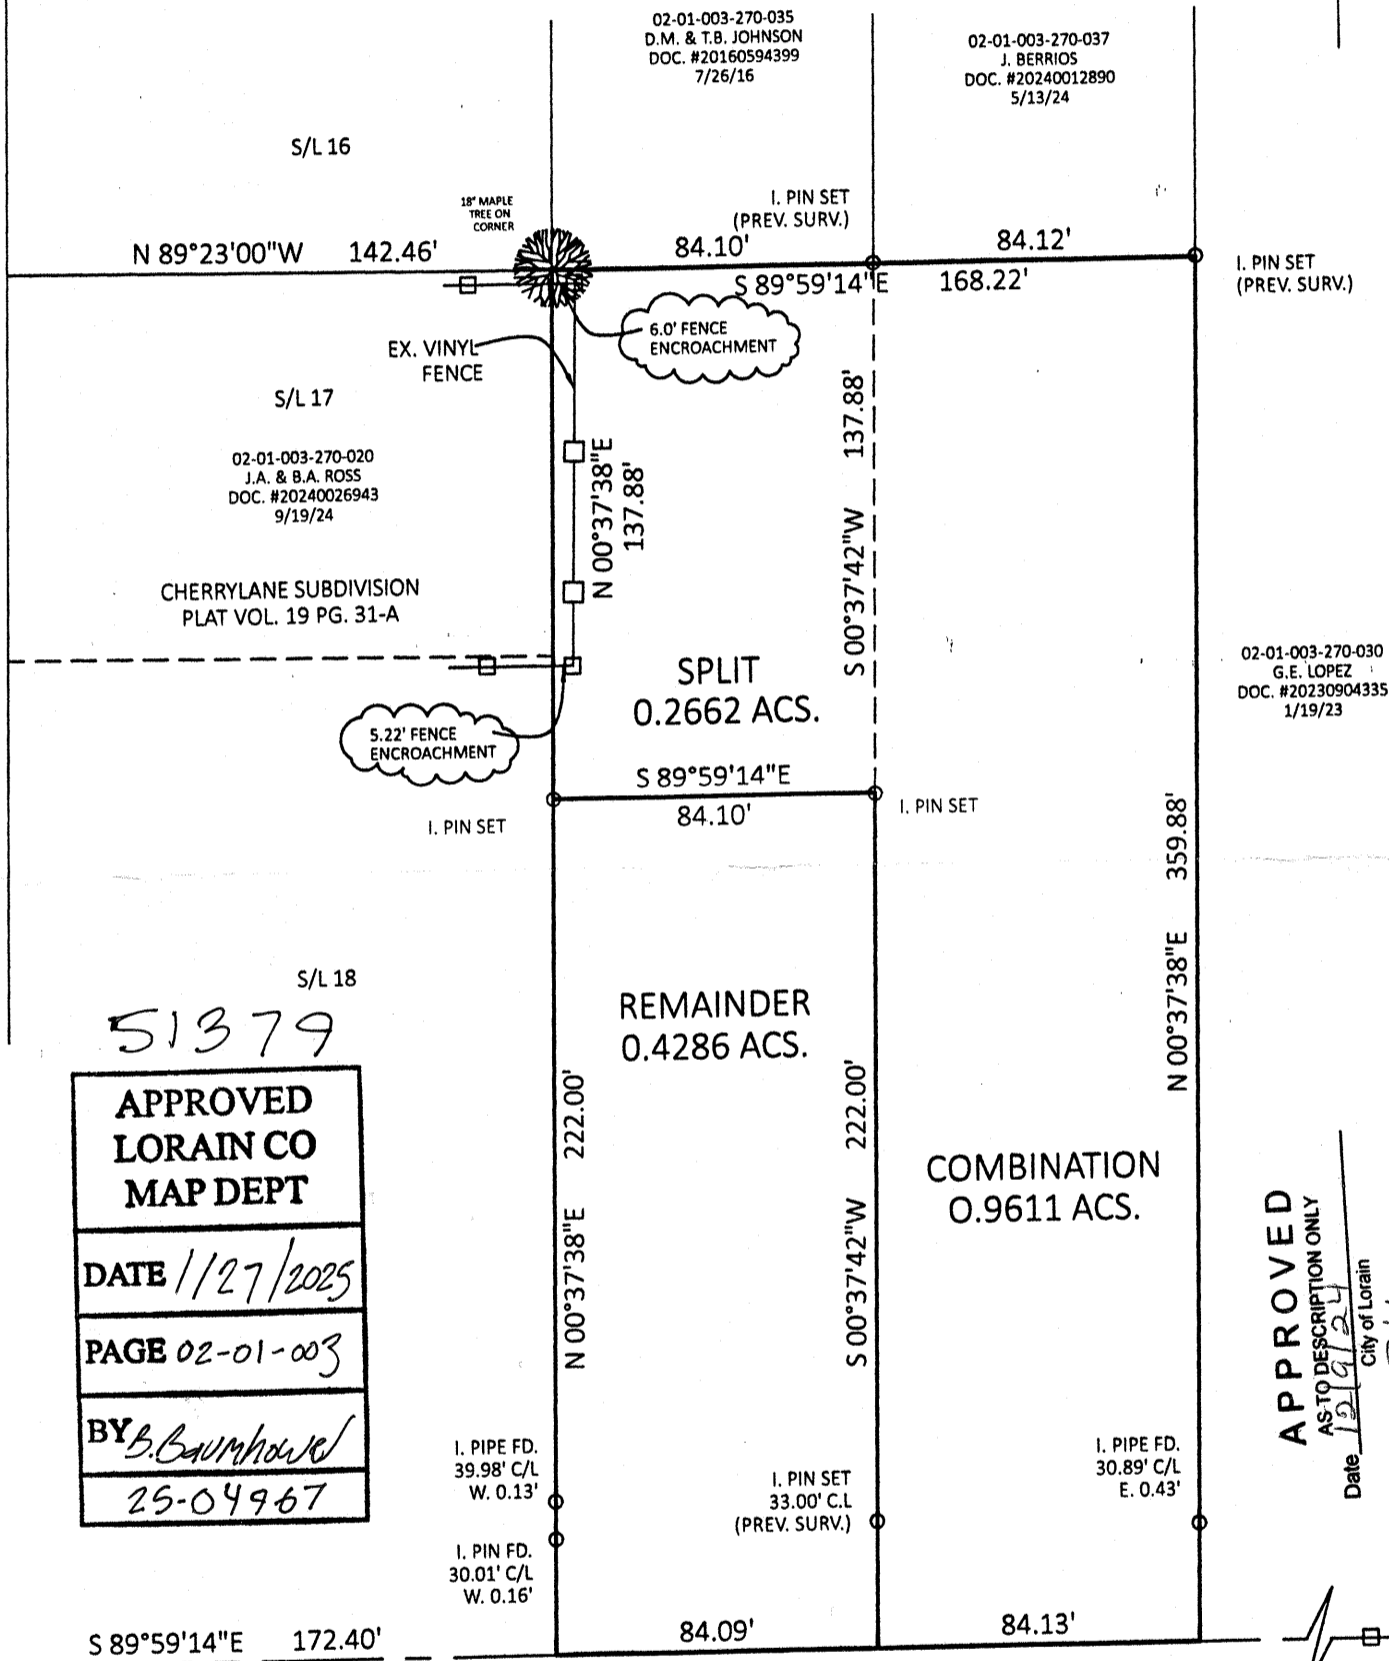 02-01-003-270-035
D.M. & T.B. JOHNSON
DOC. #20160594399
7/26/16
02-01-003-270-037
J. BERRIOS
DOC. #20240012890
5/13/24
S/L 16
18" MAPLE
TREE ON
CORNER
I. PIN SET
(PREV. SURV.)
N 89°23'00"W 142.46'
84.10'
84.12'
S 89°59'14"E 168.22'
I. PIN SET
(PREV. SURV.)
6.0' FENCE
ENCROACHMENT
EX. VINYL
FENCE
S/L 17
02-01-003-270-020
J.A. & B.A. ROSS
DOC. #20240026943
9/19/24
N 00°37'38"E
137.88'
S 00°37'42"W 137.88'
CHERRYLANE SUBDIVISION
PLAT VOL. 19 PG. 31-A
SPLIT
0.2662 ACS.
02-01-003-270-030
G.E. LOPEZ
DOC. #20230904335
1/19/23
5.22' FENCE
ENCROACHMENT
S 89°59'14"E
84.10'
I. PIN SET
I. PIN SET
N 00°37'38"E 359.88'
S/L 18
51379
REMAINDER
0.4286 ACS.
APPROVED
LORAIN CO
MAP DEPT
DATE 1/27/2025
PAGE 02-01-003
BY B. Baumhower
25-04967
N 00°37'38"E 222.00'
S 00°37'42"W 222.00'
COMBINATION
0.9611 ACS.
APPROVED
AS TO DESCRIPTION ONLY
Date 12/9/24
City of Lorain
I. PIPE FD.
39.98' C/L
W. 0.13'
I. PIN SET
33.00' C.L
(PREV. SURV.)
I. PIPE FD.
30.89' C/L
E. 0.43'
I. PIN FD.
30.01' C/L
W. 0.16'
S 89°59'14"E 172.40'
84.09'
84.13'